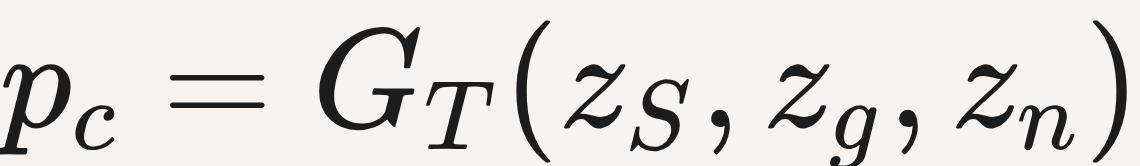 p_c = G_T(z_S, z_g, z_n)